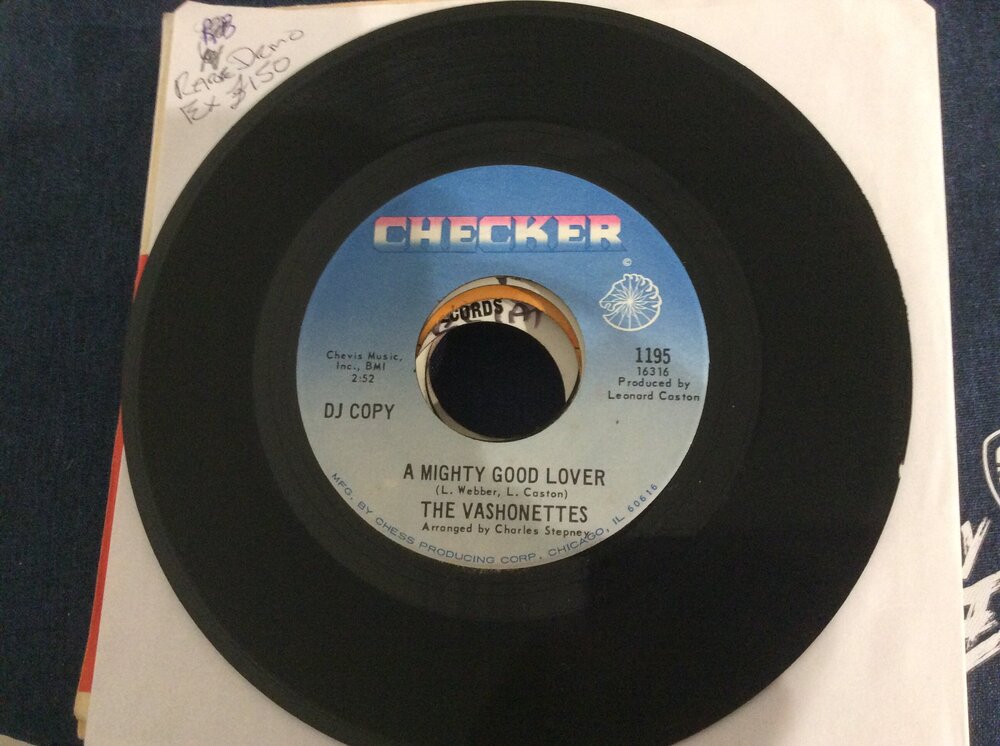 RARE DEMO
EX £150
CHECKER
©
CORDS
Chevis Music,
Inc., BMI
2:52
DJ COPY
1195
16316
Produced by
Leonard Caston
A MIGHTY GOOD LOVER
(L. Webber, L. Caston)
THE VASHONETTES
Arranged by Charles Stepney
MFG. BY CHESS PRODUCING CORP., CHICAGO, IL 60616